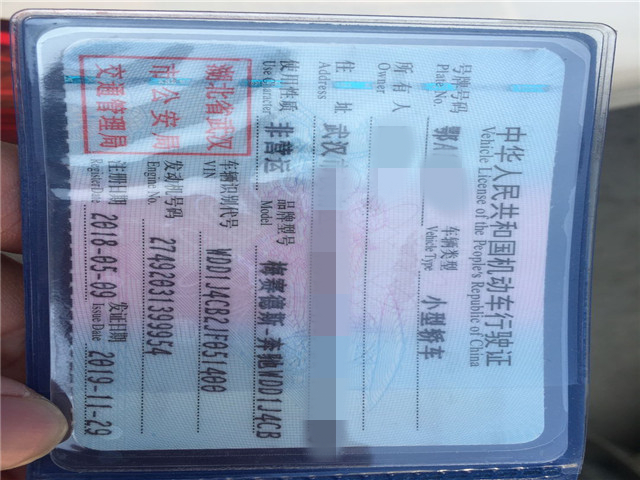 中华人民共和国机动车行驶证
Vehicle License of the People's Republic of China
号牌号码 鄂A 车辆类型 小型轿车
Plate No. Vehicle Type
所有人
Owner
住址 武汉
Address
使用性质 非营运 品牌型号 梅赛德斯-奔驰WDD1J4CB
Use Character Model
湖北省武汉
市公安局
交通管理局
车辆识别代号 WDD1J4CB2JF051400
VIN
发动机号码 27492031399954
Engine No.
注册日期 2018-05-09 发证日期 2019-11-29
Register Date Issue Date